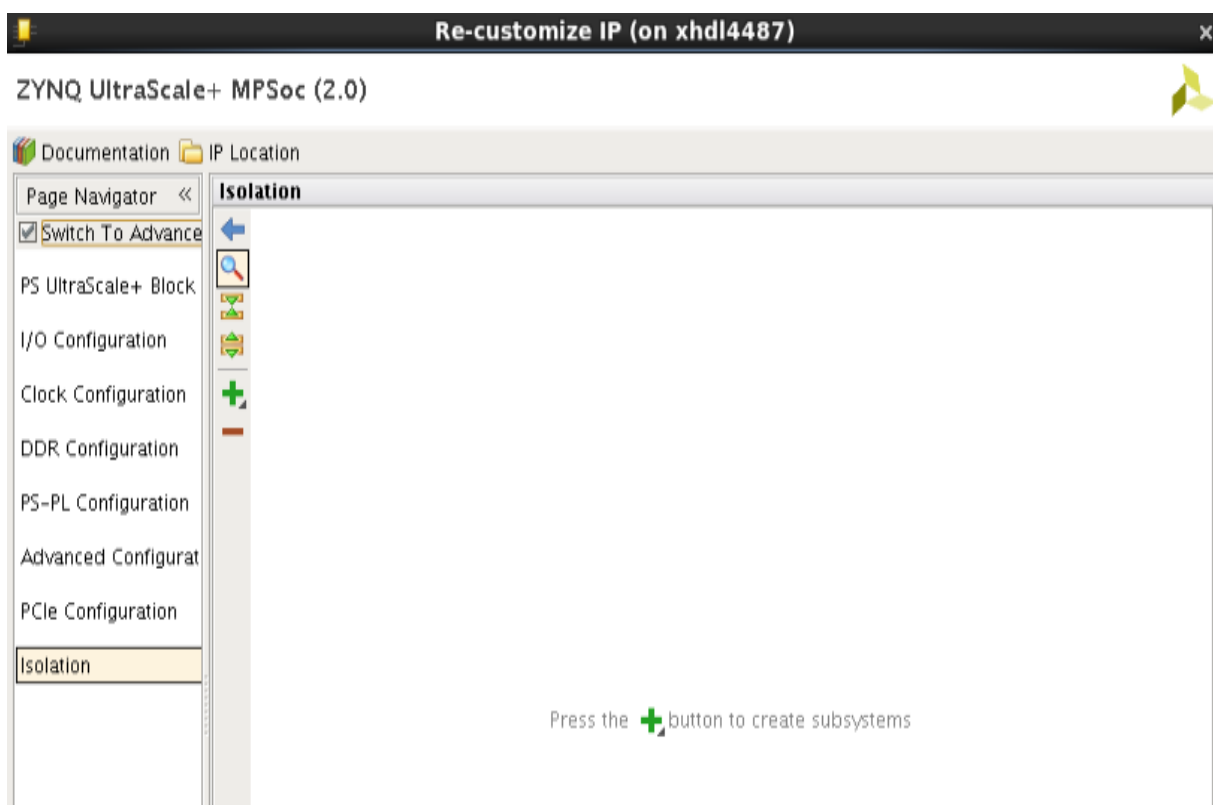 Re-customize IP (on xhdl4487)
ZYNQ UltraScale+ MPSoc (2.0)
Documentation IP Location
Page Navigator «
Switch To Advance
PS UltraScale+ Block
I/O Configuration
Clock Configuration
DDR Configuration
PS-PL Configuration
Advanced Configurat
PCIe Configuration
Isolation
Isolation
Press the button to create subsystems